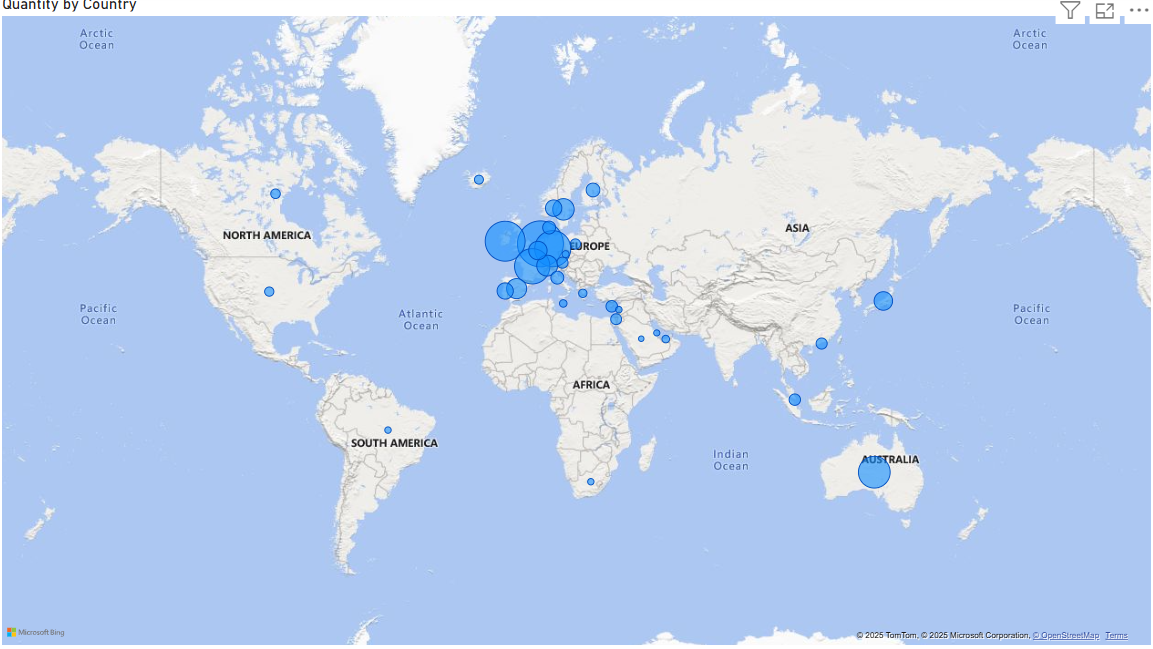 Quantity by Country
Arctic
Ocean
Arctic
Ocean
NORTH AMERICA
EUROPE
ASIA
Pacific
Ocean
Atlantic
Ocean
Pacific
Ocean
AFRICA
SOUTH AMERICA
Indian
Ocean
AUSTRALIA
Microsoft Bing
© 2025 TomTom, © 2025 Microsoft Corporation, © OpenStreetMap Terms